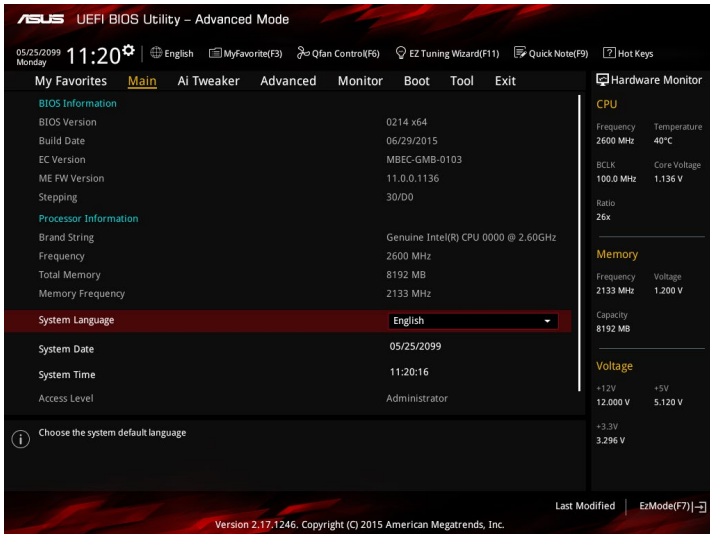 ASUS UEFI BIOS Utility – Advanced Mode
05/25/2099
Monday
11:20
English
MyFavorite(F3)
Qfan Control(F6)
EZ Tuning Wizard(F11)
Quick Note(F9)
? Hot Keys
My Favorites Main Ai Tweaker Advanced Monitor Boot Tool Exit
BIOS Information
BIOS Version 0214 x64
Build Date 06/29/2015
EC Version MBEC-GMB-0103
ME FW Version 11.0.0.1136
Stepping 30/D0
Processor Information
Brand String Genuine Intel(R) CPU 0000 @ 2.60GHz
Frequency 2600 MHz
Total Memory 8192 MB
Memory Frequency 2133 MHz
System Language English
System Date 05/25/2099
System Time 11:20:16
Access Level Administrator
i Choose the system default language
Hardware Monitor
CPU
Frequency Temperature
2600 MHz 40°C
BCLK Core Voltage
100.0 MHz 1.136 V
Ratio
26x
Memory
Frequency Voltage
2133 MHz 1.200 V
Capacity
8192 MB
Voltage
+12V +5V
12.000 V 5.120 V
+3.3V
3.296 V
Last Modified EzMode(F7)
Version 2.17.1246. Copyright (C) 2015 American Megatrends, Inc.